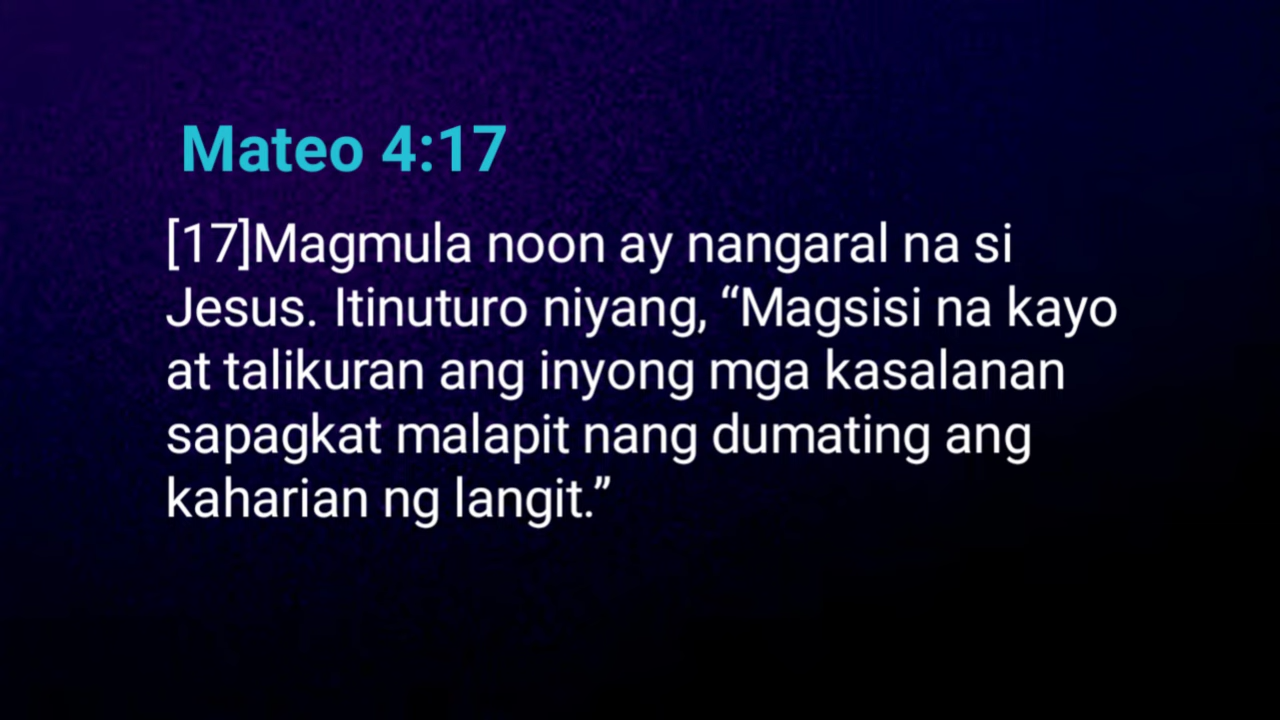 Mateo 4:17
[17]Magmula noon ay nangaral na si
Jesus. Itinuturo niyang, “Magsisi na kayo
at talikuran ang inyong mga kasalanan
sapagkat malapit nang dumating ang
kaharian ng langit.”